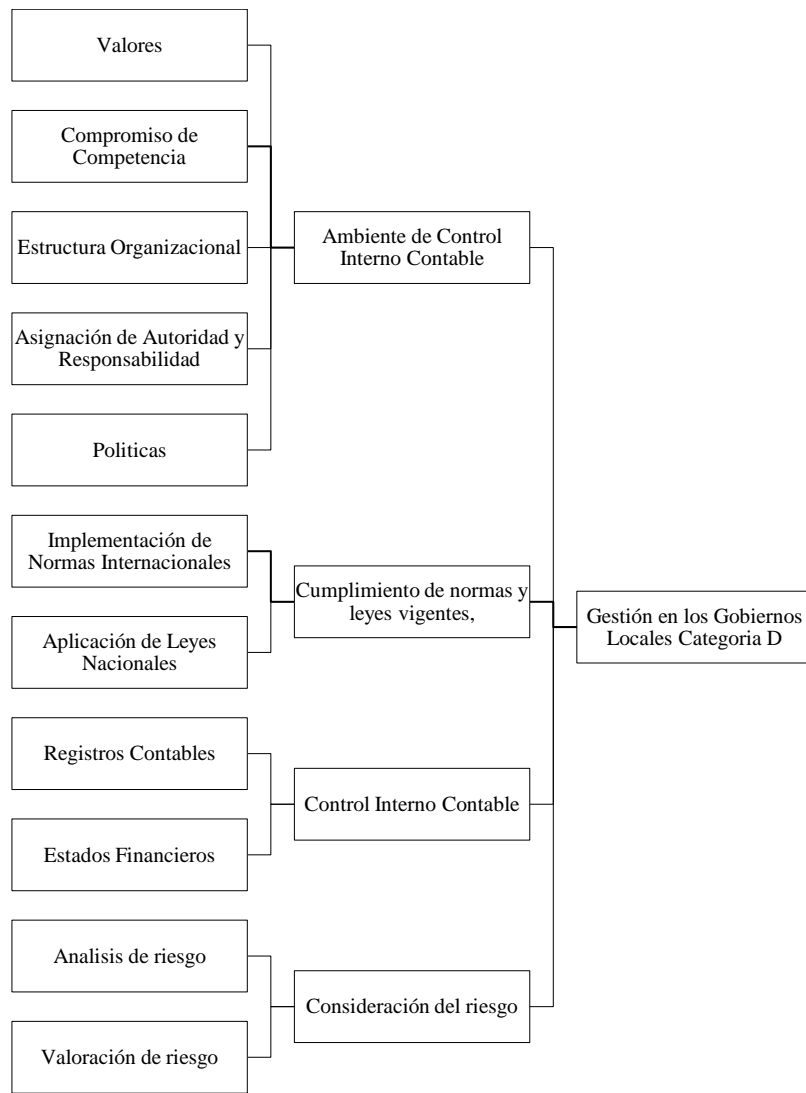 Valores
Compromiso de
Competencia
Estructura Organizacional
Asignación de Autoridad y
Responsabilidad
Politicas
Implementación de
Normas Internacionales
Aplicación de Leyes
Nacionales
Registros Contables
Estados Financieros
Analisis de riesgo
Valoración de riesgo
Ambiente de Control
Interno Contable
Cumplimiento de normas y
leyes vigentes,
Control Interno Contable
Consideración del riesgo
Gestión en los Gobiernos
Locales Categoria D